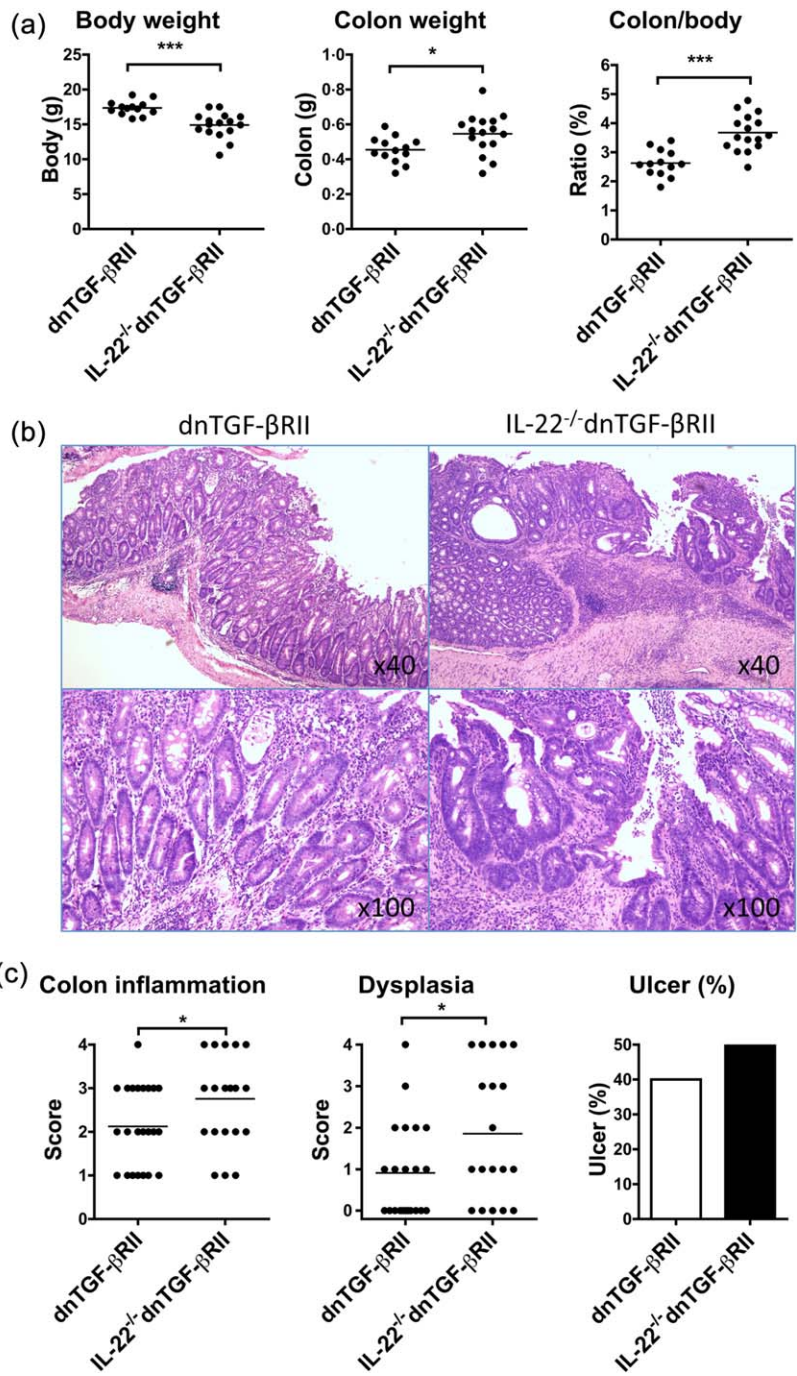 (a)
Body weight
***
Body (g)
25
20
15
10
5
0
dnTGF-βRII
IL-22-/- dnTGF-βRII
Colon weight
*
Colon (g)
1·0
0·8
0·6
0·4
0·2
0·0
dnTGF-βRII
IL-22-/- dnTGF-βRII
Colon/body
***
Ratio (%)
6
5
4
3
2
1
0
dnTGF-βRII
IL-22-/- dnTGF-βRII
(b)
dnTGF-βRII
IL-22-/-dnTGF-βRII
x40
x40
x100
x100
(c)
Colon inflammation
*
Score
4
3
2
1
0
dnTGF-βRII
IL-22-/- dnTGF-βRII
Dysplasia
*
Score
4
3
2
1
0
dnTGF-βRII
IL-22-/- dnTGF-βRII
Ulcer (%)
Ulcer (%)
50
40
30
20
10
0
dnTGF-βRII
IL-22-/- dnTGF-βRII